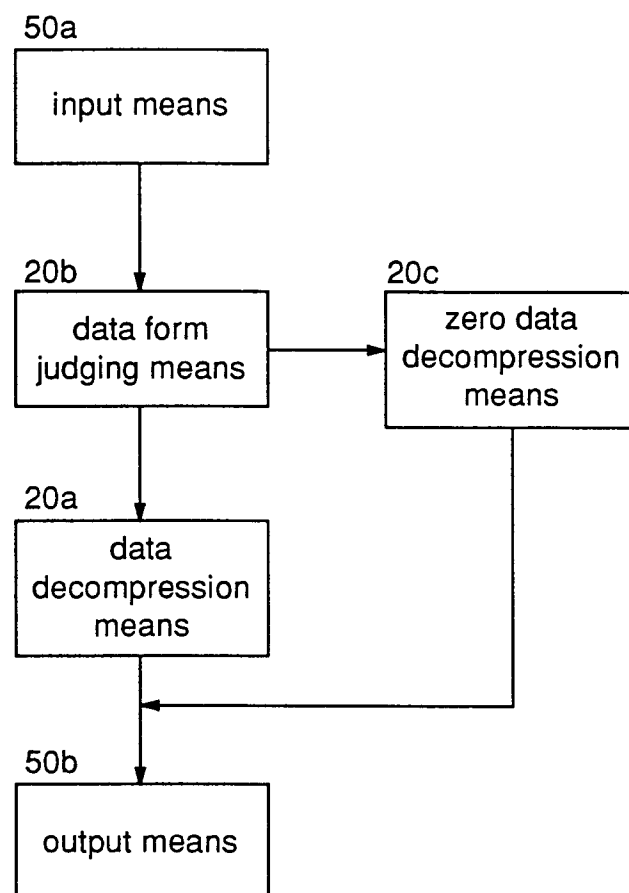 50a
input means
20b
data form
judging means
20c
zero data
decompression
means
20a
data
decompression
means
50b
output means